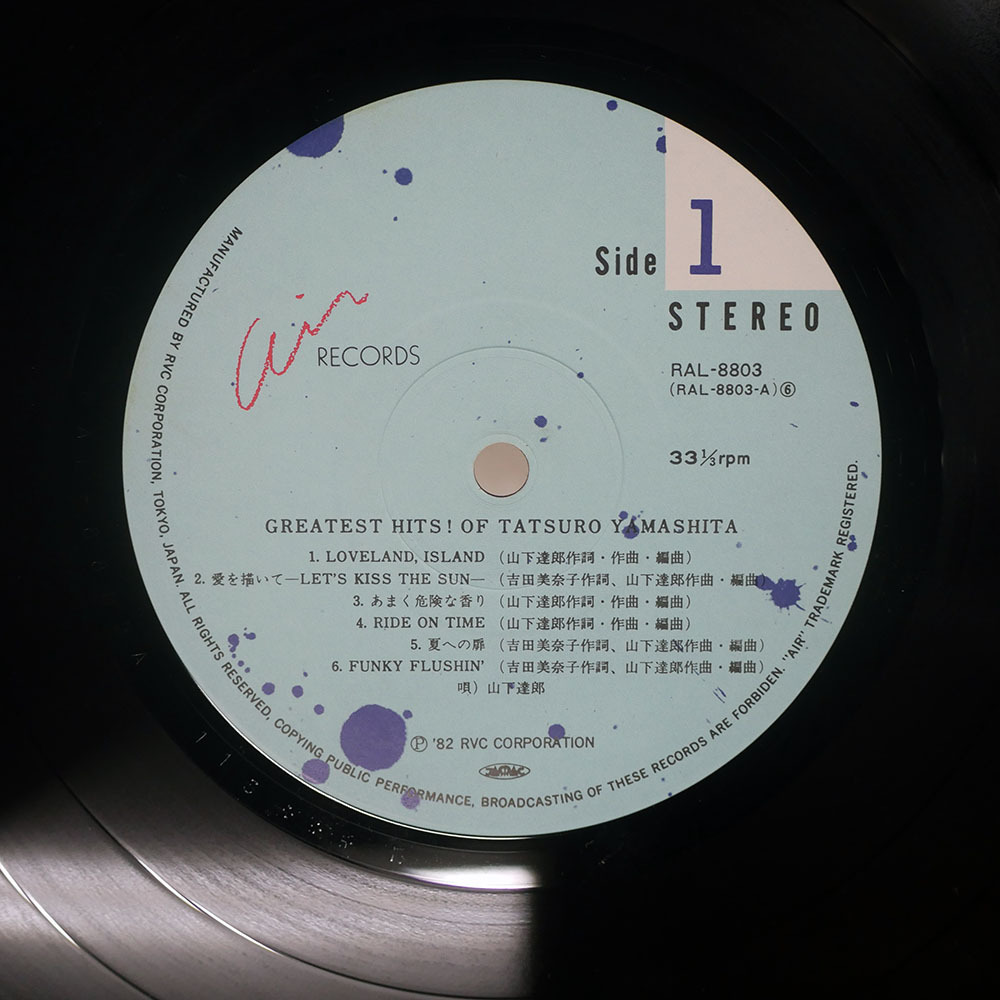 Side 1
STEREO
Air RECORDS
RAL-8803
(RAL-8803-A)⑥
33⅓rpm
GREATEST HITS! OF TATSURO YAMASHITA
1. LOVELAND, ISLAND (山下達郎作詞・作曲・編曲)
2. 愛を描いて—LET'S KISS THE SUN— (吉田美奈子作詞、山下達郎作曲・編曲)
3. あまく危険な香り (山下達郎作詞・作曲・編曲)
4. RIDE ON TIME (山下達郎作詞・作曲・編曲)
5. 夏への扉 (吉田美奈子作詞、山下達郎作曲・編曲)
6. FUNKY FLUSHIN' (吉田美奈子作詞、山下達郎作曲・編曲)
唄) 山下達郎
Ⓟ '82 RVC CORPORATION
JASRAC
MANUFACTURED BY RVC CORPORATION, TOKYO, JAPAN. ALL RIGHTS RESERVED, COPYING, PUBLIC PERFORMANCE, BROADCASTING OF THESE RECORDS ARE FORBIDDEN. "AIR" TRADEMARK REGISTERED.